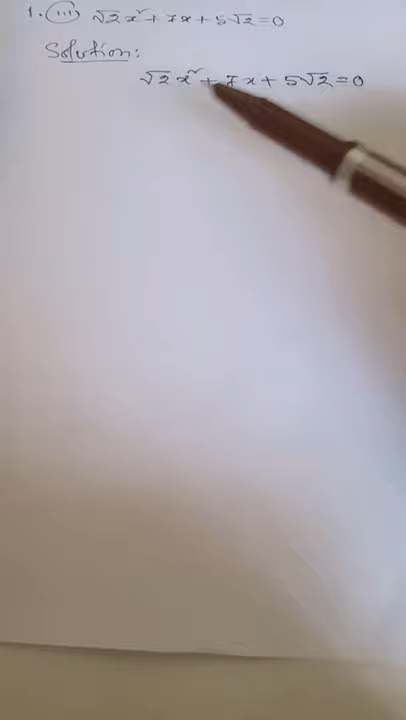 1. (iii) √2x² + 7x + 5√2 = 0
Solution:
√2x² + 7x + 5√2 = 0